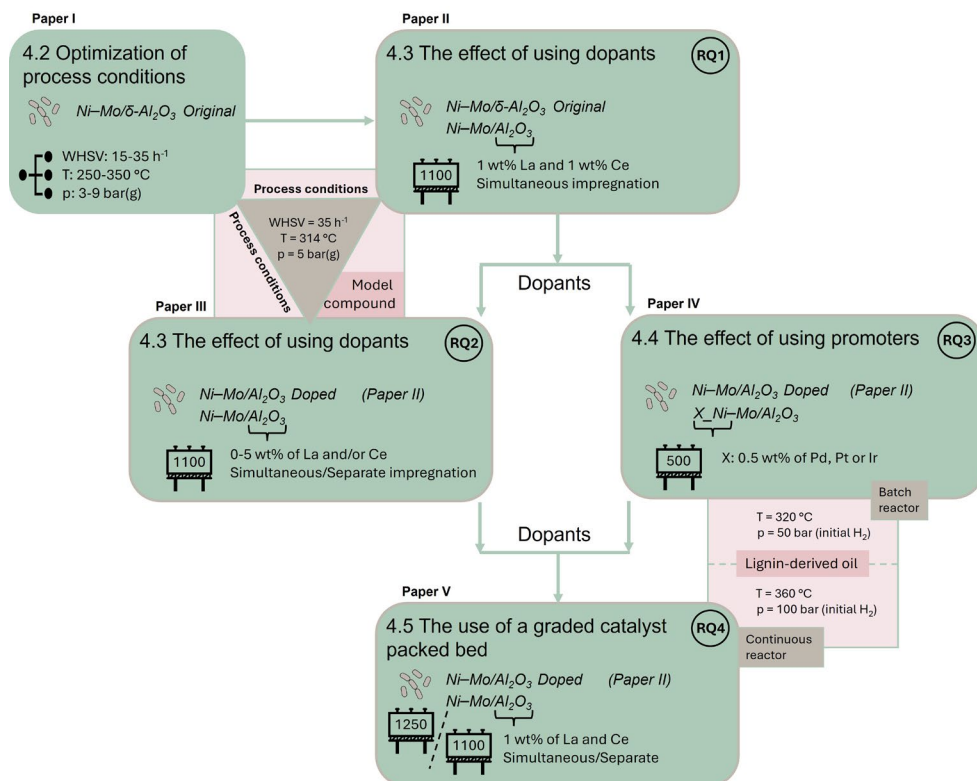 Paper I
4.2 Optimization of
process conditions
Ni–Mo/δ-Al₂O₃ Original
WHSV: 15-35 h⁻¹
T: 250-350 ºC
p: 3-9 bar(g)
Paper II
4.3 The effect of using dopants
RQ1
Ni–Mo/δ-Al₂O₃ Original
Ni–Mo/Al₂O₃
1100
1 wt% La and 1 wt% Ce
Simultaneous impregnation
Process conditions
Process conditions
WHSV = 35 h⁻¹
T = 314 ºC
p = 5 bar(g)
Model
compound
Dopants
Paper III
4.3 The effect of using dopants
RQ2
Ni–Mo/Al₂O₃ Doped (Paper II)
Ni–Mo/Al₂O₃
1100
0-5 wt% of La and/or Ce
Simultaneous/Separate impregnation
Paper IV
4.4 The effect of using promoters
RQ3
Ni–Mo/Al₂O₃ Doped (Paper II)
X_Ni–Mo/Al₂O₃
500
X: 0.5 wt% of Pd, Pt or Ir
Batch
reactor
T = 320 ºC
p = 50 bar (initial H₂)
Lignin-derived oil
T = 360 ºC
p = 100 bar (initial H₂)
Continuous
reactor
Dopants
Paper V
4.5 The use of a graded catalyst
packed bed
RQ4
Ni–Mo/Al₂O₃ Doped (Paper II)
Ni–Mo/Al₂O₃
1250
1100
1 wt% of La and Ce
Simultaneous/Separate